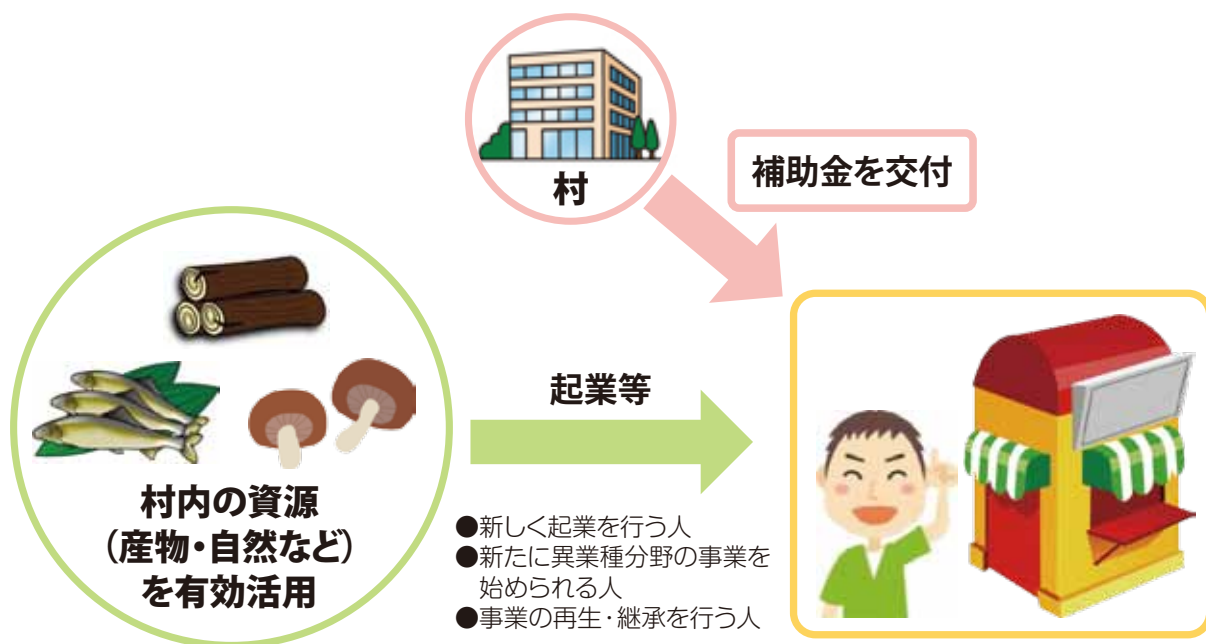 村
補助金を交付
村内の資源
（産物・自然など）
を有効活用
起業等
●新しく起業を行う人
●新たに異業種分野の事業を
始められる人
●事業の再生・継承を行う人